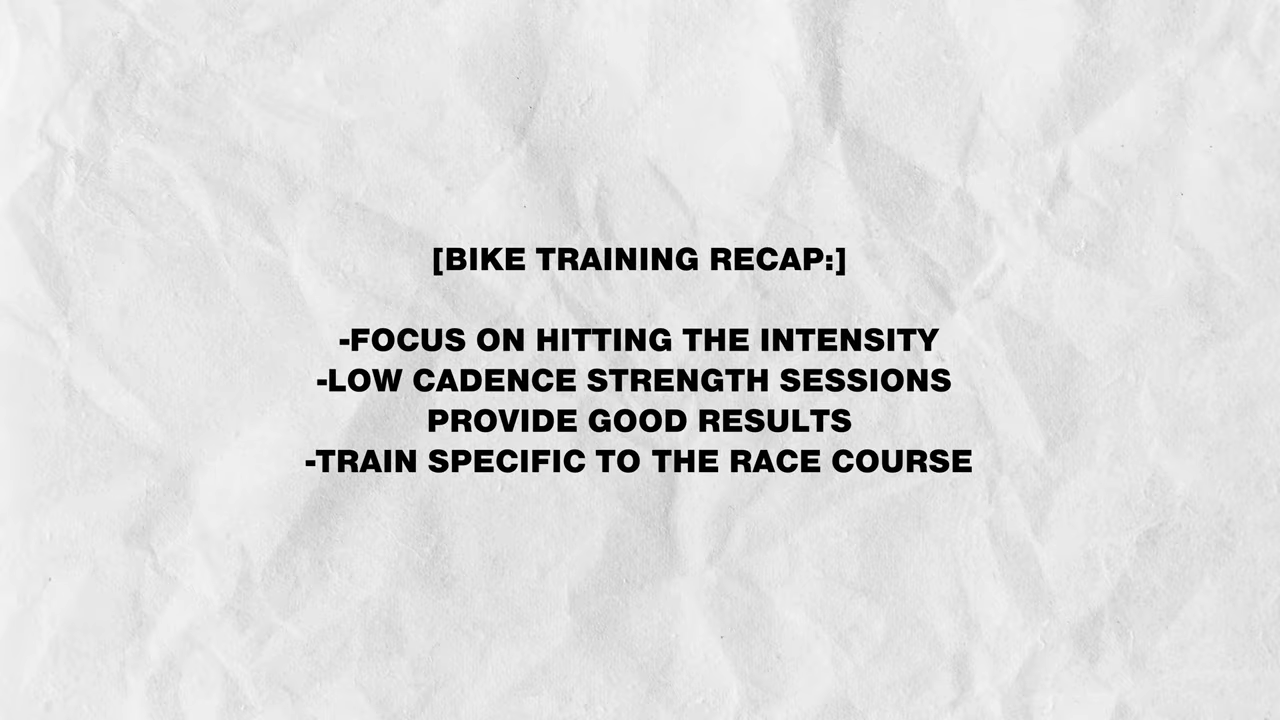 [BIKE TRAINING RECAP:]
-FOCUS ON HITTING THE INTENSITY
-LOW CADENCE STRENGTH SESSIONS
PROVIDE GOOD RESULTS
-TRAIN SPECIFIC TO THE RACE COURSE